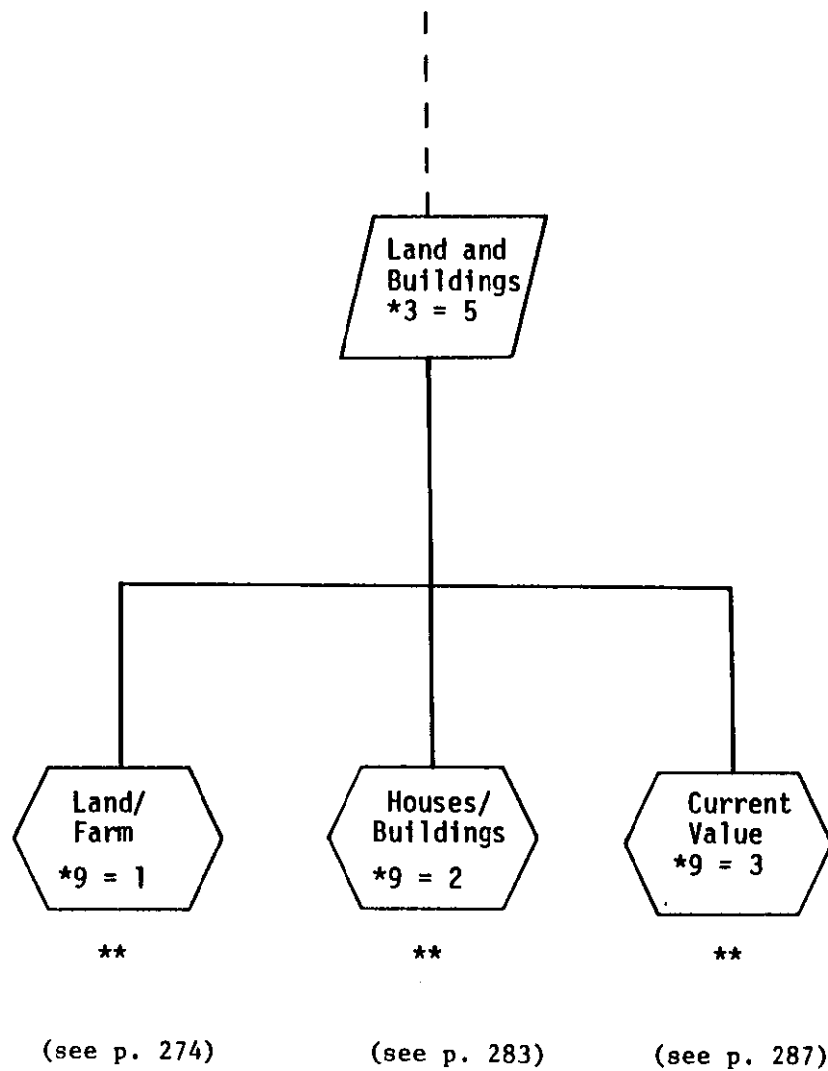 Land and
Buildings
*3 = 5
Land/
Farm
*9 = 1
Houses/
Buildings
*9 = 2
Current
Value
*9 = 3
**
**
**
(see p. 274)
(see p. 283)
(see p. 287)